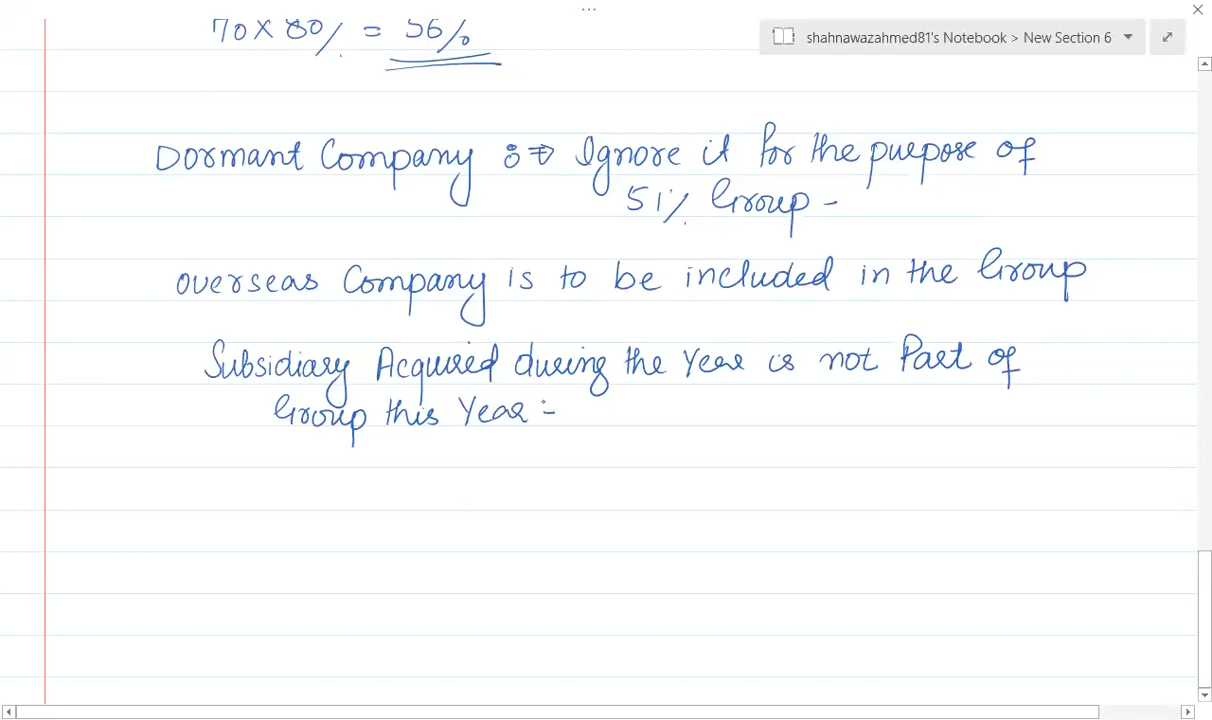 ...
70 X 80% = 56%
shahnawazahmed81's Notebook > New Section 6
Dormant Company :⇒ Ignore it for the purpose of
51% Group -
overseas Company is to be included in the Group
Subsidiary Acquired during the Year is not Part of
Group this Year :-